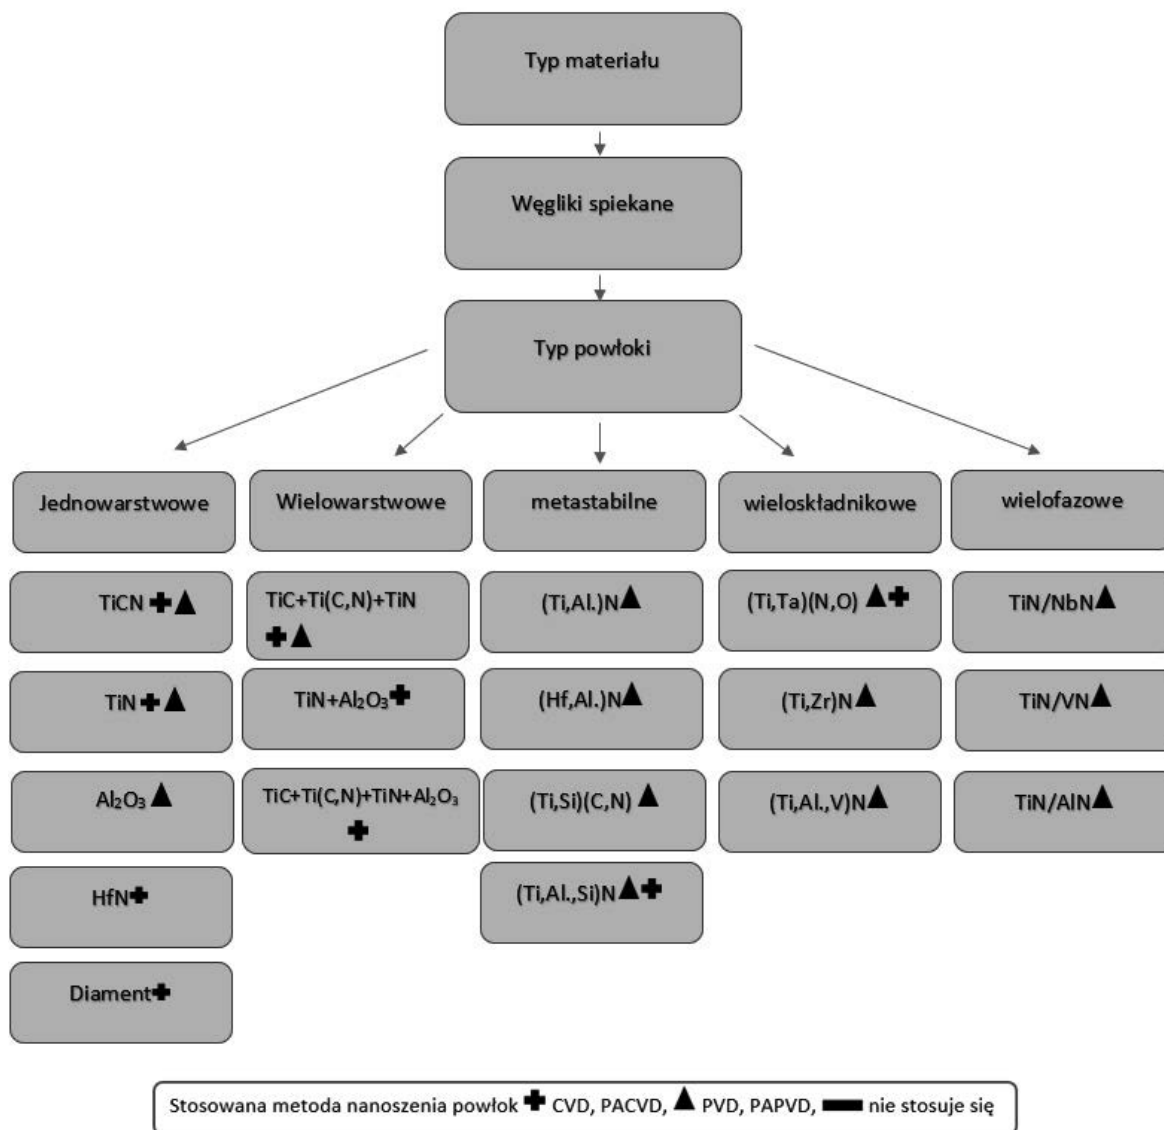 Typ materiału
Węgliki spiekane
Typ powłoki
Jednowarstwowe
TiCN ✚▲
TiN ✚▲
Al₂O₃ ▲
HfN✚
Diament✚
Wielowarstwowe
TiC+Ti(C,N)+TiN
✚▲
TiN+Al₂O₃✚
TiC+Ti(C,N)+TiN+Al₂O₃
✚
metastabilne
(Ti,Al.)N▲
(Hf,Al.)N▲
(Ti,Si)(C,N) ▲
(Ti,Al.,Si)N▲✚
wieloskładnikowe
(Ti,Ta)(N,O) ▲✚
(Ti,Zr)N▲
(Ti,Al.,V)N▲
wielofazowe
TiN/NbN▲
TiN/VN▲
TiN/AlN▲
Stosowana metoda nanoszenia powłok ✚ CVD, PACVD, ▲ PVD, PAPVD, ▬ nie stosuje się